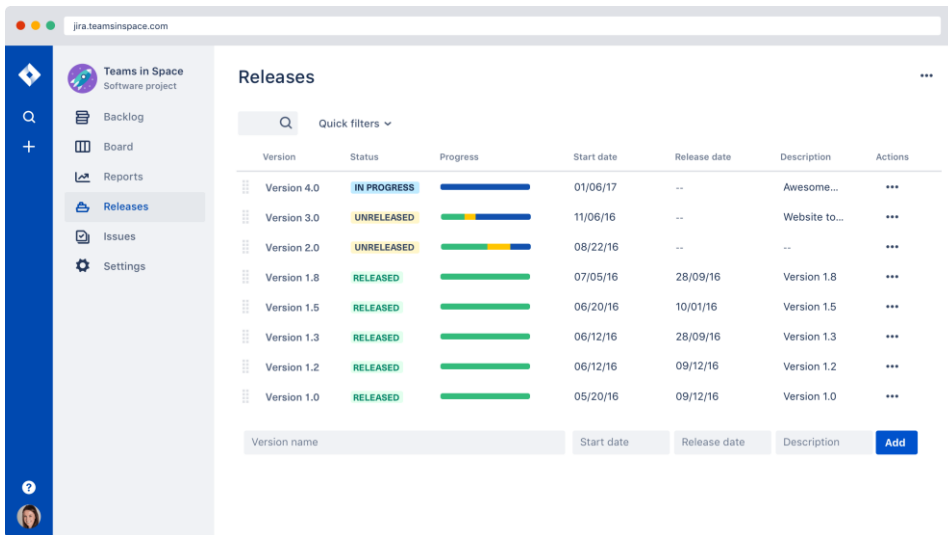 jira.teamsinspace.com
Teams in Space
Software project
Backlog
Board
Reports
Releases
Issues
Settings
?
Releases
Quick filters
Version Status Progress Start date Release date Description Actions
Version 4.0 IN PROGRESS 01/06/17 -- Awesome...
Version 3.0 UNRELEASED 11/06/16 -- Website to...
Version 2.0 UNRELEASED 08/22/16 -- --
Version 1.8 RELEASED 07/05/16 28/09/16 Version 1.8
Version 1.5 RELEASED 06/20/16 10/01/16 Version 1.5
Version 1.3 RELEASED 06/12/16 28/09/16 Version 1.3
Version 1.2 RELEASED 06/12/16 09/12/16 Version 1.2
Version 1.0 RELEASED 05/20/16 09/12/16 Version 1.0
Version name Start date Release date Description Add